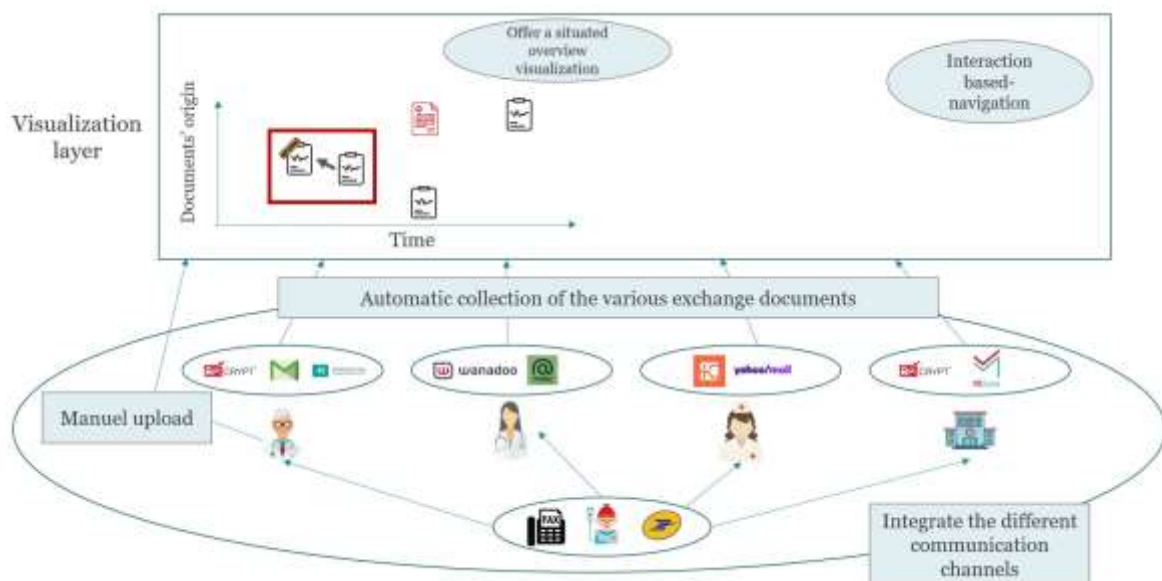 Offer a situated
overview
visualization
Interaction
based-
navigation
Visualization
layer
Documents' origin
Time
Automatic collection of the various exchange documents
CRYPT
wanadoo
yahoo!mail
CRYPT
Manuel upload
FAX
Integrate the different
communication
channels